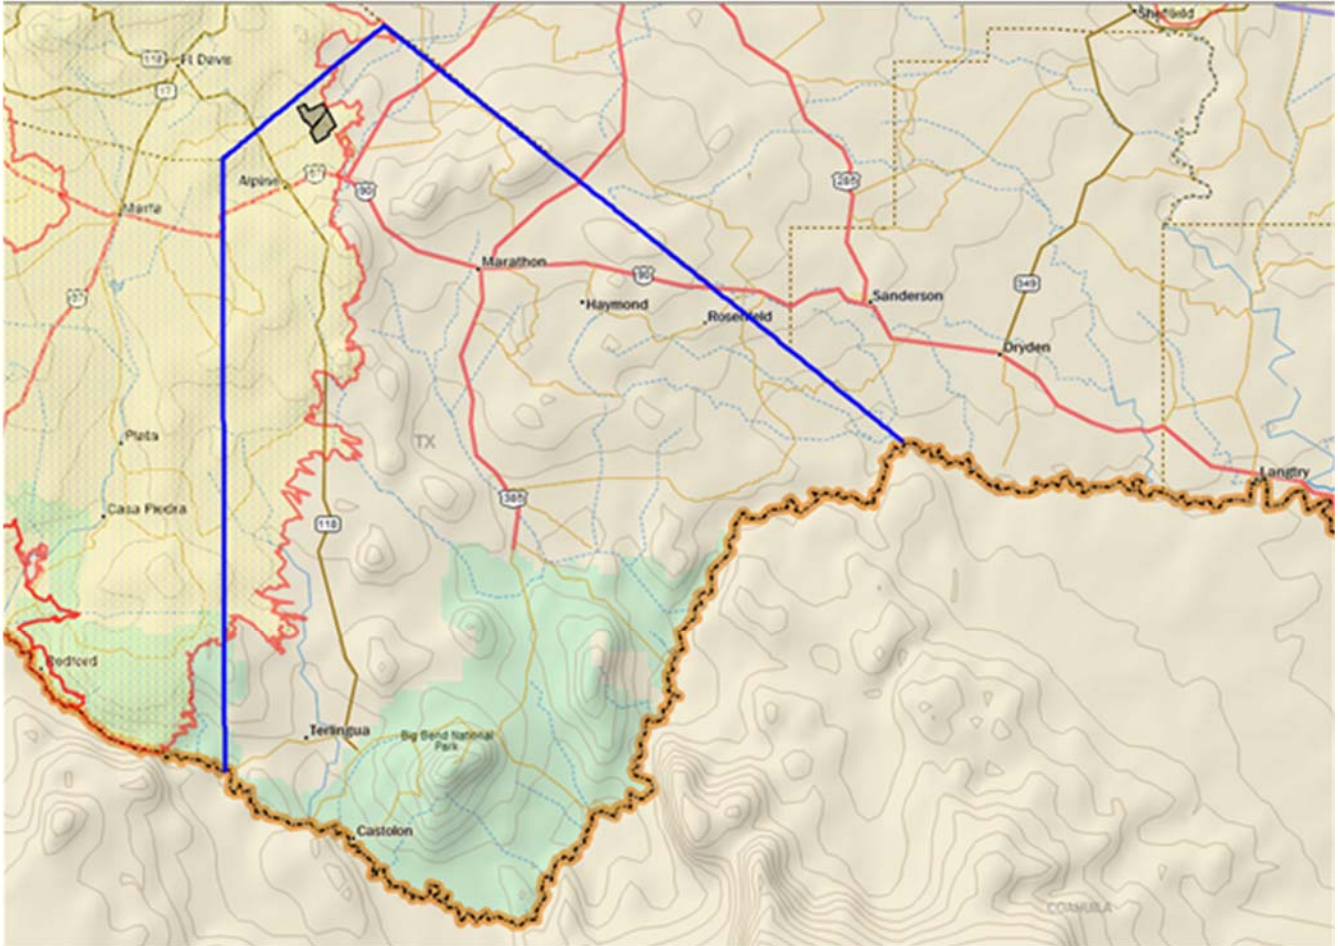 Sheffield
118
Ft Davis
17
Alpine
67
90
285
Marfa
Marathon
90
Haymond
Sanderson
67
349
Rosenfeld
Dryden
Plata
TX
Langtry
385
Casa Piedra
118
Redford
Terlingua
Big Bend National
Park
Castolon
COAHUILA